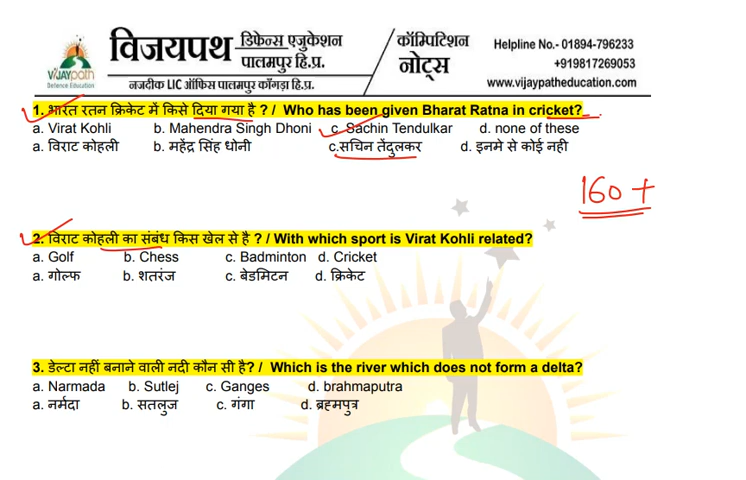 विजयपथ डिफेन्स एजुकेशन पालमपुर हि.प्र.
नजदीक LIC ऑफिस पालमपुर काँगड़ा हि.प्र.
कॉम्पिटिशन नोट्स
Helpline No.- 01894-796233
+919817269053
www.vijaypatheducation.com
VIJAYpath
Defence Education
1. भारत रतन क्रिकेट में किसे दिया गया है ? / Who has been given Bharat Ratna in cricket?
a. Virat Kohli b. Mahendra Singh Dhoni c. Sachin Tendulkar d. none of these
a. विराट कोहली b. महेंद्र सिंह धोनी c.सचिन तेंदुलकर d. इनमे से कोई नही
160 +
2. विराट कोहली का संबंध किस खेल से है ? / With which sport is Virat Kohli related?
a. Golf b. Chess c. Badminton d. Cricket
a. गोल्फ b. शतरंज c. बेडमिटन d. क्रिकेट
3. डेल्टा नहीं बनाने वाली नदी कौन सी है? / Which is the river which does not form a delta?
a. Narmada b. Sutlej c. Ganges d. brahmaputra
a. नर्मदा b. सतलुज c. गंगा d. ब्रह्मपुत्र